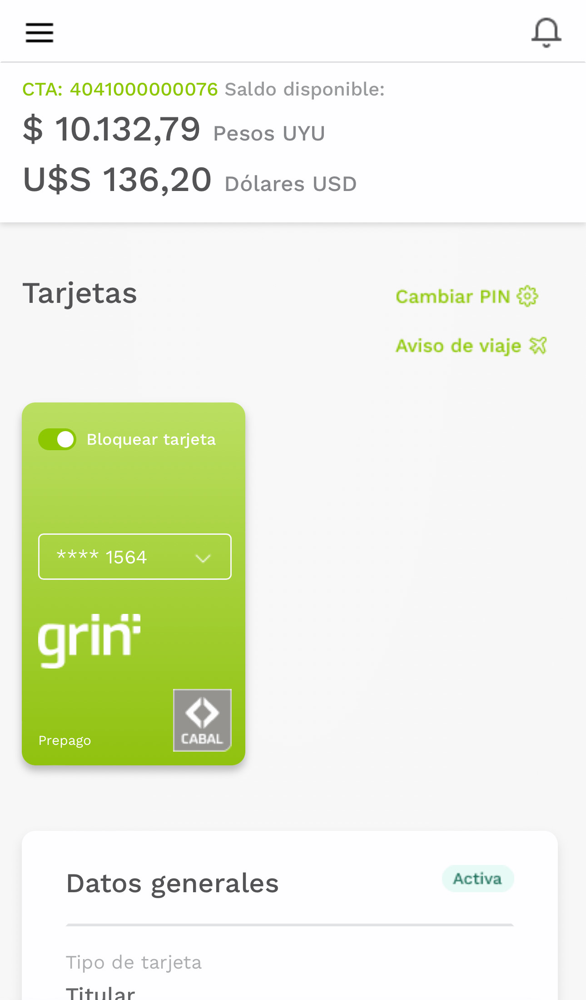 CTA: 4041000000076 Saldo disponible:
$ 10.132,79 Pesos UYU
U$S 136,20 Dólares USD
Tarjetas
Cambiar PIN
Aviso de viaje
Bloquear tarjeta
**** 1564
grin
Prepago
CABAL
Datos generales
Activa
Tipo de tarjeta
Titular